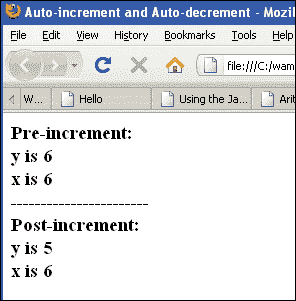 Auto-increment and Auto-decrement - Mozil
File Edit View History Bookmarks Tools Help
file:///C:/wam
W... Hello Using the Ja... Arit
Pre-increment:
y is 6
x is 6
-----------------------
Post-increment:
y is 5
x is 6